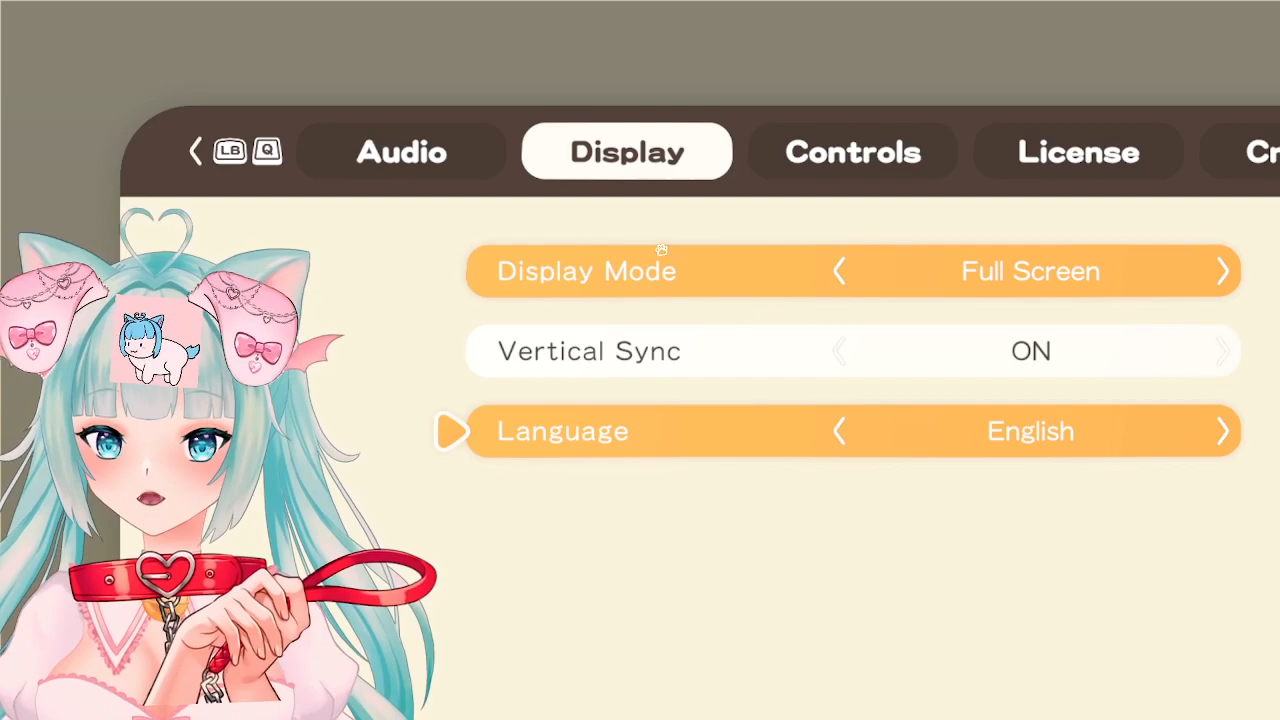 LB Q Audio Display Controls License
Display Mode Full Screen
Vertical Sync ON
Language English